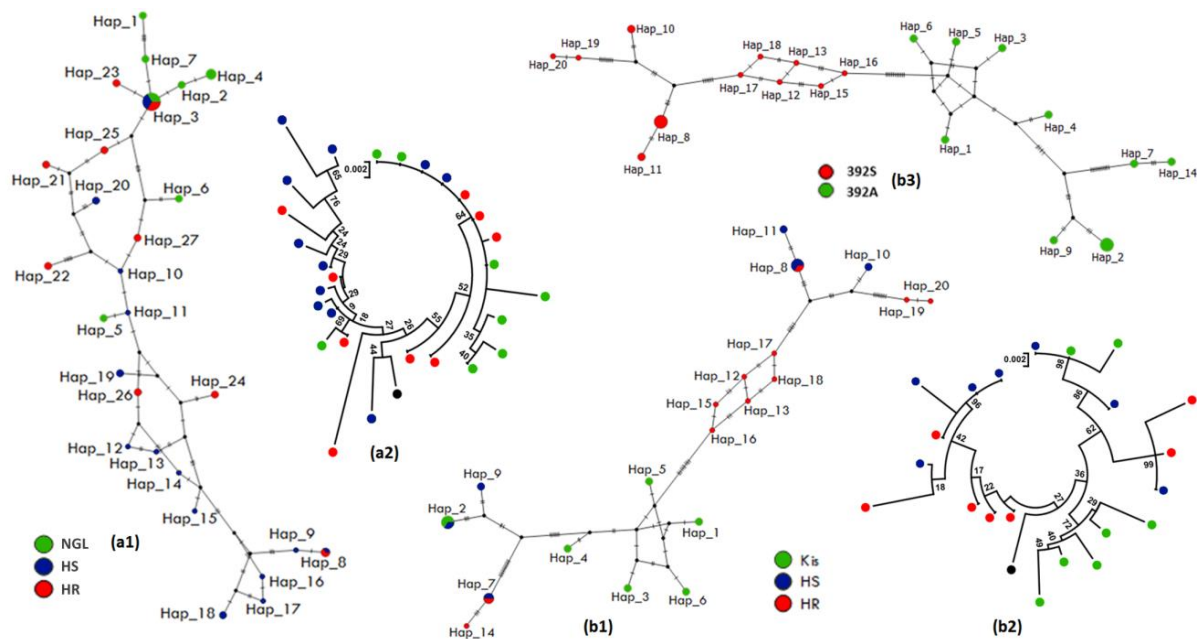 Hap_1
Hap_7
Hap_23
Hap_4
Hap_2
Hap_3
Hap_25
Hap_21
Hap_20
Hap_6
Hap_27
Hap_22
Hap_10
Hap_11
Hap_5
Hap_19
Hap_24
Hap_26
Hap_12
Hap_13
Hap_14
Hap_15
Hap_9
Hap_8
Hap_16
Hap_18
Hap_17
(a1)
NGL
HS
HR
0.002
65
76
24
24
29
29
9
18
69
27
26
55
44
52
64
35
40
(a2)
Hap_10
Hap_19
Hap_20
Hap_8
Hap_11
Hap_18
Hap_13
Hap_16
Hap_17
Hap_12
Hap_15
Hap_6
Hap_5
Hap_3
Hap_1
Hap_4
Hap_7
Hap_14
Hap_9
Hap_2
392S
392A
(b3)
Hap_11
Hap_8
Hap_10
Hap_20
Hap_19
Hap_17
Hap_12
Hap_18
Hap_15
Hap_13
Hap_16
Hap_5
Hap_9
Hap_2
Hap_1
Hap_4
Hap_7
Hap_3
Hap_6
Hap_14
(b1)
Kis
HS
HR
0.002
98
86
62
99
96
42
18
17
22
27
36
29
72
40
49
(b2)